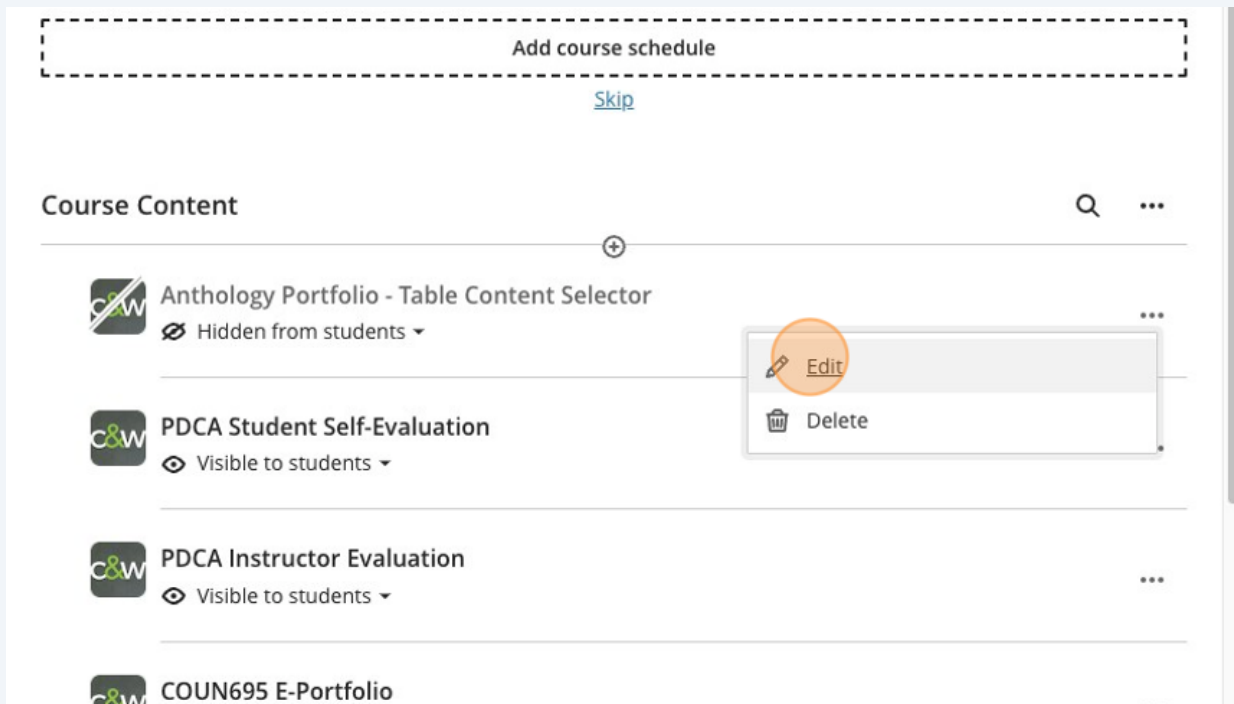 Add course schedule
Skip
Course Content
C&W
Anthology Portfolio - Table Content Selector
Hidden from students
Edit
Delete
C&W
PDCA Student Self-Evaluation
Visible to students
C&W
PDCA Instructor Evaluation
Visible to students
C&W
COUN695 E-Portfolio